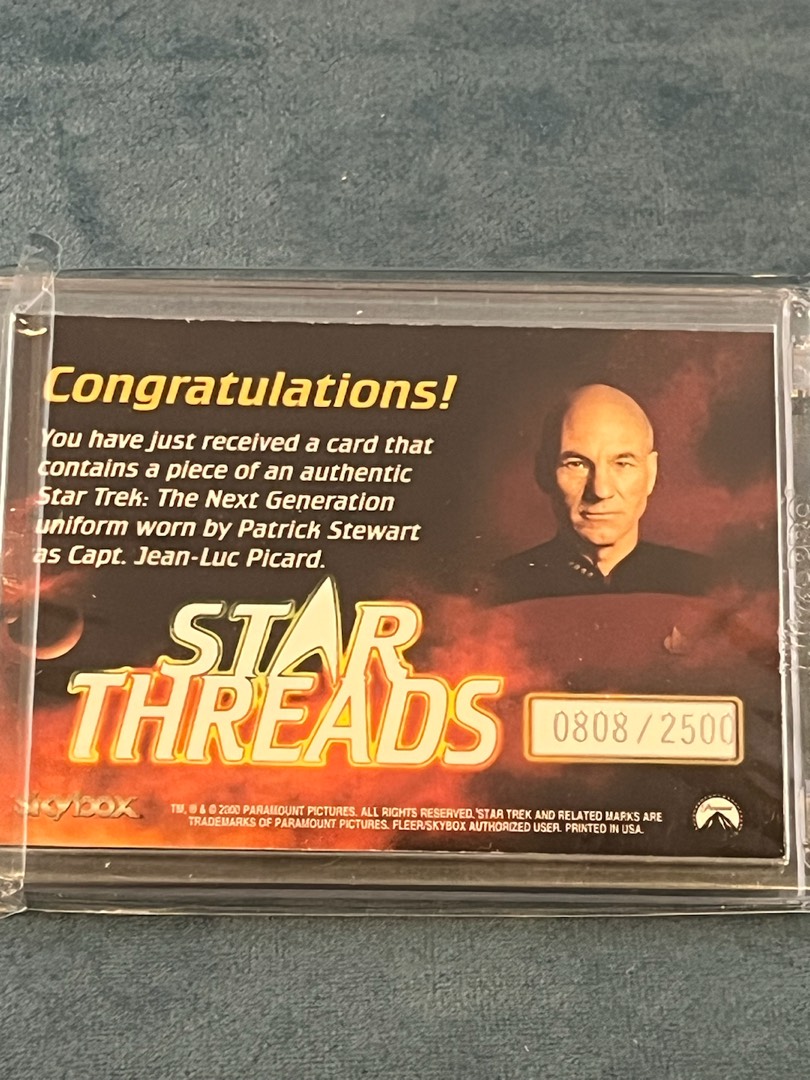 Congratulations!
You have just received a card that
contains a piece of an authentic
Star Trek: The Next Generation
uniform worn by Patrick Stewart
as Capt. Jean-Luc Picard.
STAR
THREADS
0808/2500
SKYBOX
TM, ® & © 2000 PARAMOUNT PICTURES. ALL RIGHTS RESERVED. STAR TREK AND RELATED MARKS ARE
TRADEMARKS OF PARAMOUNT PICTURES. FLEER/SKYBOX AUTHORIZED USER. PRINTED IN USA.
Paramount